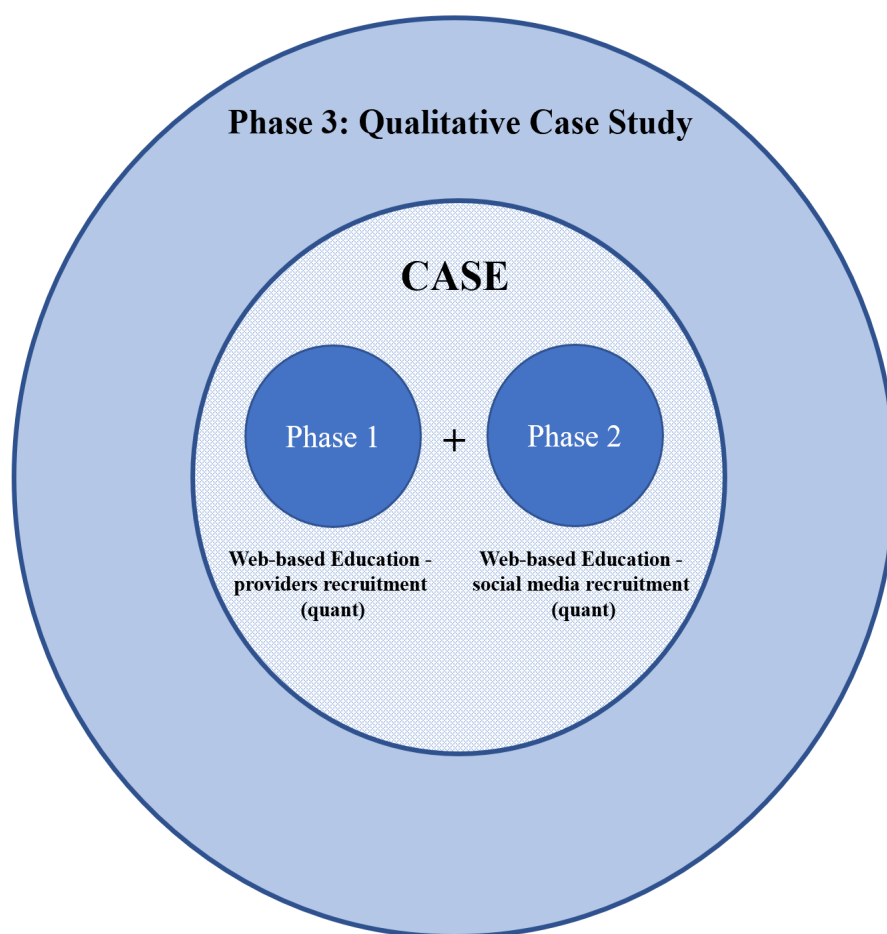 Phase 3: Qualitative Case Study
CASE
Phase 1
+
Phase 2
Web-based Education -
providers recruitment
(quant)
Web-based Education -
social media recruitment
(quant)